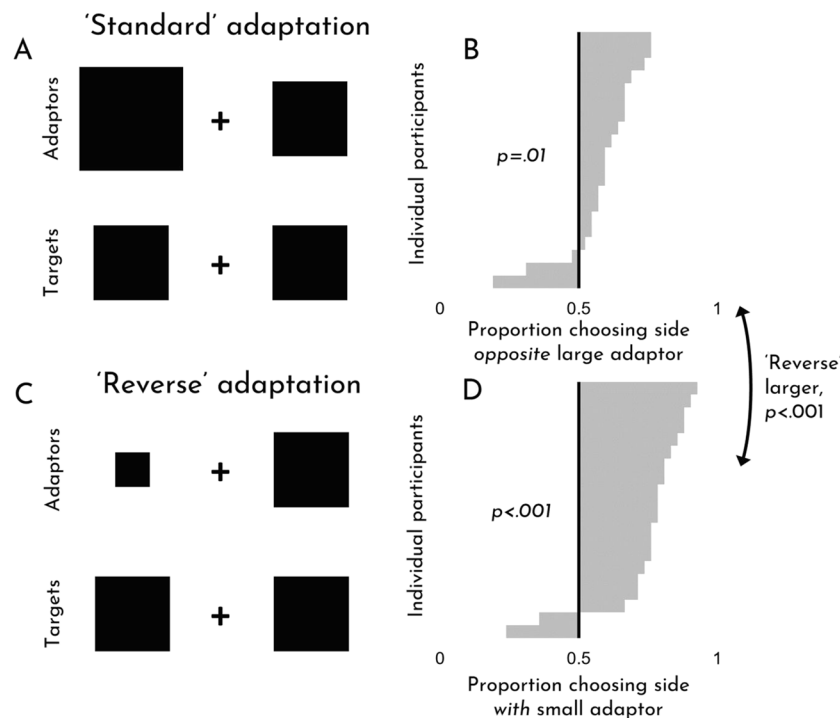 'Standard' adaptation
A
Adaptors
+
Targets
+
B
Individual participants
p=.01
0
0.5
1
Proportion choosing side
opposite large adaptor
'Reverse' adaptation
C
Adaptors
+
Targets
+
D
Individual participants
p<.001
0
0.5
1
Proportion choosing side
with small adaptor
'Reverse'
larger,
p<.001